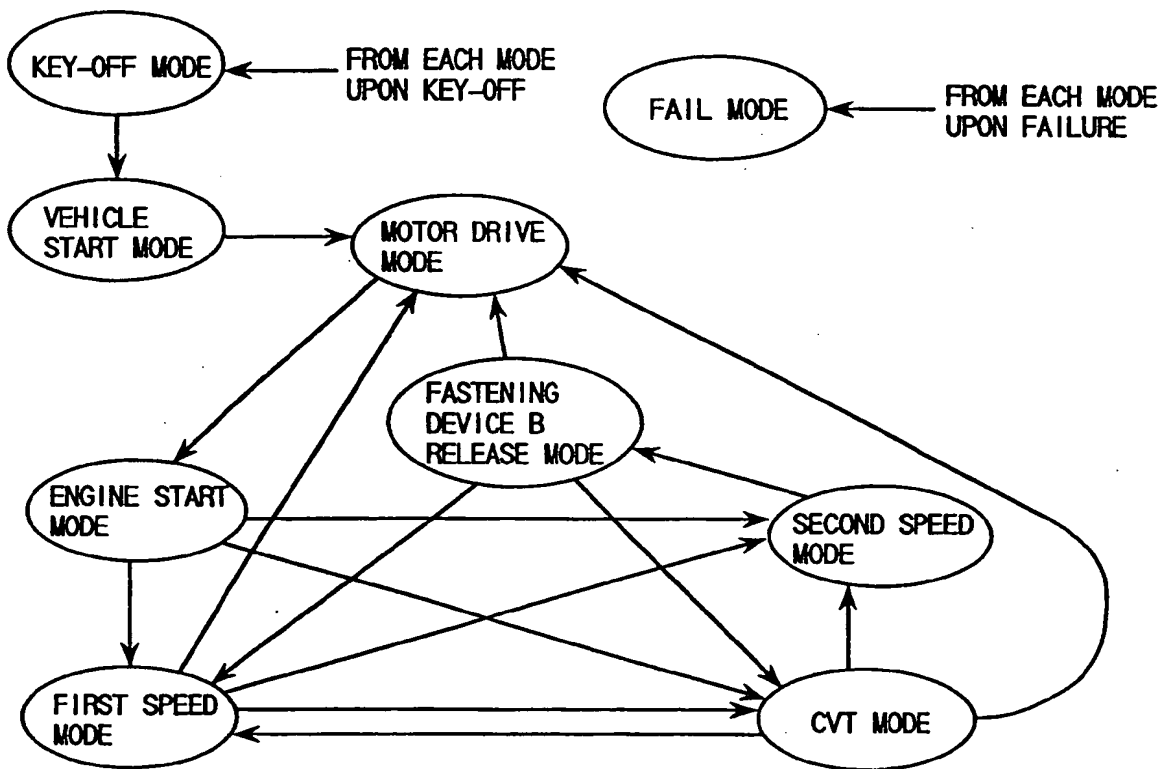 KEY-OFF MODE
FROM EACH MODE
UPON KEY-OFF
FAIL MODE
FROM EACH MODE
UPON FAILURE
VEHICLE
START MODE
MOTOR DRIVE
MODE
FASTENING
DEVICE B
RELEASE MODE
ENGINE START
MODE
SECOND SPEED
MODE
FIRST SPEED
MODE
CVT MODE